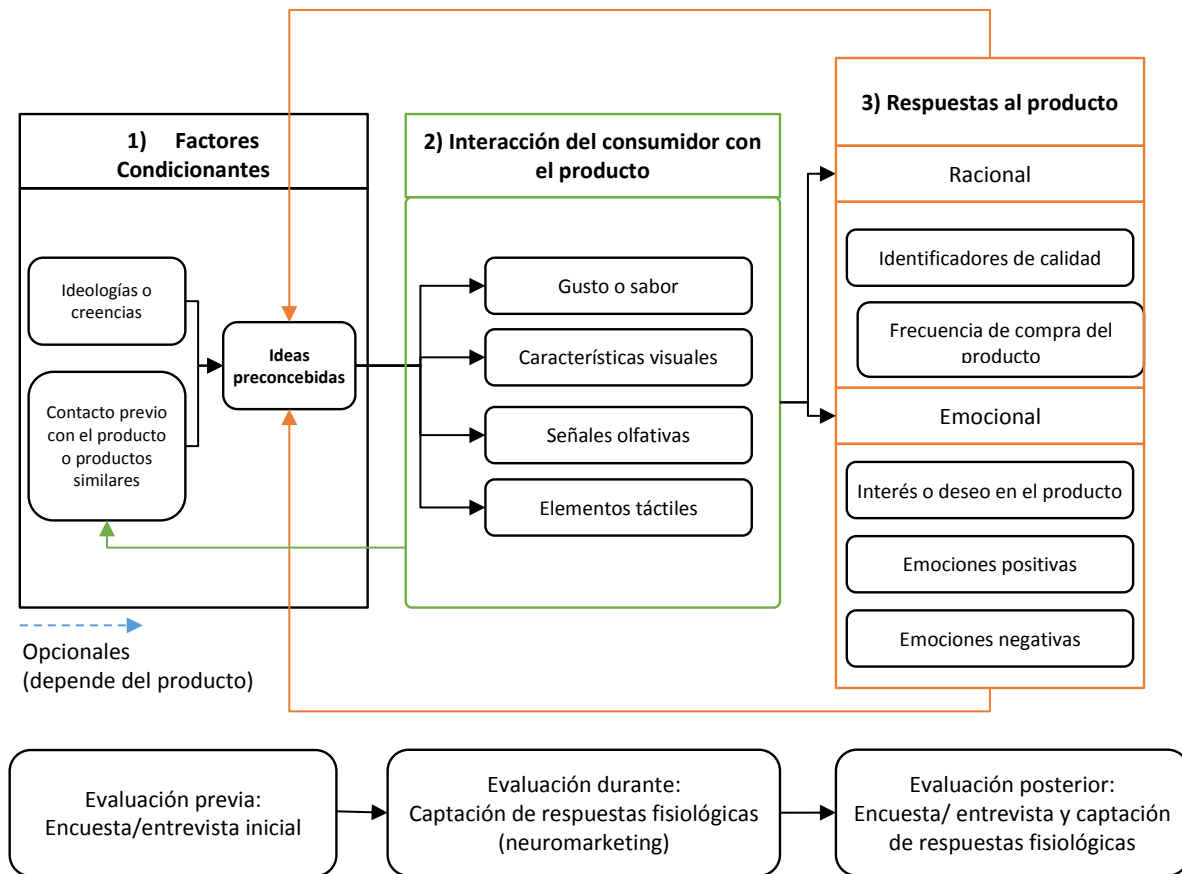 1) Factores
Condicionantes
Ideologías o
creencias
Contacto previo
con el producto
o productos
similares
Ideas
preconcebidas
Opcionales
(depende del producto)
2) Interacción del consumidor con
el producto
Gusto o sabor
Características visuales
Señales olfativas
Elementos táctiles
3) Respuestas al producto
Racional
Identificadores de calidad
Frecuencia de compra del
producto
Emocional
Interés o deseo en el producto
Emociones positivas
Emociones negativas
Evaluación previa:
Encuesta/entrevista inicial
Evaluación durante:
Captación de respuestas fisiológicas
(neuromarketing)
Evaluación posterior:
Encuesta/ entrevista y captación
de respuestas fisiológicas